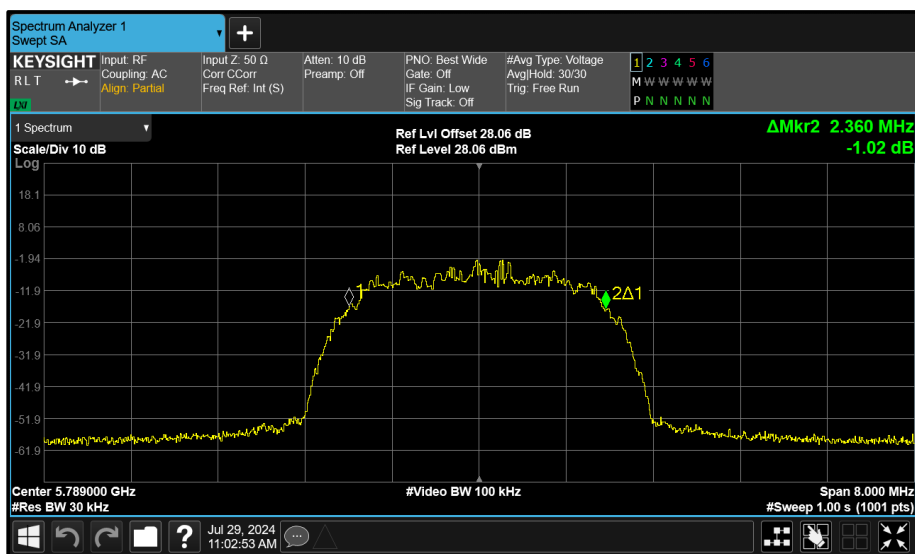 Spectrum Analyzer 1
Swept SA
+
KEYSIGHT
R L T
LXI
Input: RF
Coupling: AC
Align: Partial
Input Z: 50 Ω
Corr CCorr
Freq Ref: Int (S)
Atten: 10 dB
Preamp: Off
PNO: Best Wide
Gate: Off
IF Gain: Low
Sig Track: Off
#Avg Type: Voltage
Avg|Hold: 30/30
Trig: Free Run
1 2 3 4 5 6
M W W W W W
P N N N N N
1 Spectrum
Scale/Div 10 dB
Ref Lvl Offset 28.06 dB
Ref Level 28.06 dBm
ΔMkr2 2.360 MHz
-1.02 dB
Log
18.1
8.06
-1.94
-11.9
-21.9
-31.9
-41.9
-51.9
-61.9
1
2Δ1
Center 5.789000 GHz
#Video BW 100 kHz
Span 8.000 MHz
#Res BW 30 kHz
#Sweep 1.00 s (1001 pts)
?
Jul 29, 2024
11:02:53 AM